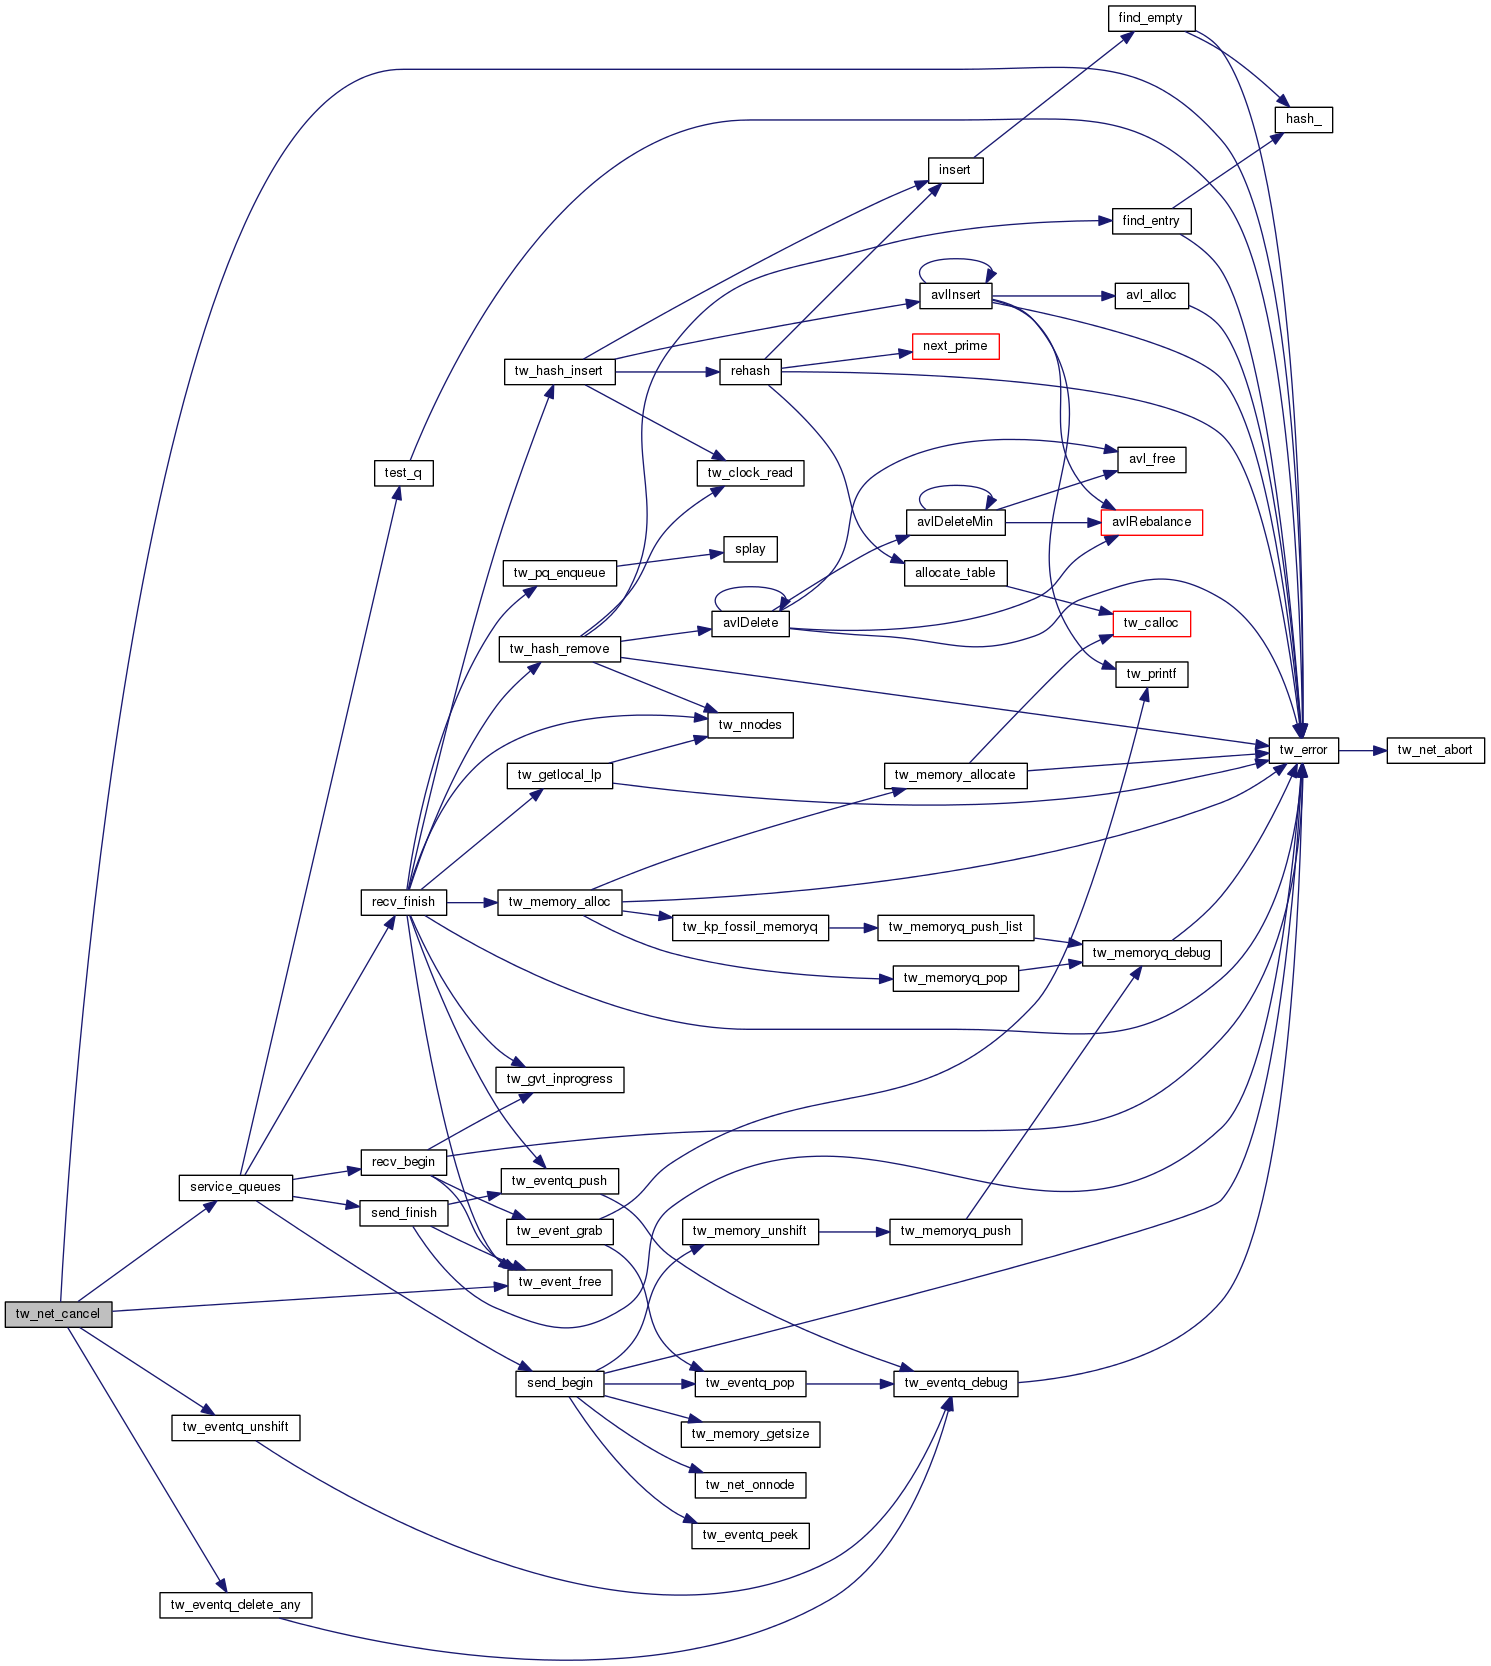 find_empty
hash_
insert
find_entry
avlInsert
avl_alloc
next_prime
tw_hash_insert
rehash
avl_free
test_q
tw_clock_read
avlDeleteMin
avlRebalance
splay
tw_pq_enqueue
allocate_table
avlDelete
tw_calloc
tw_hash_remove
tw_printf
tw_nnodes
tw_error
tw_net_abort
tw_getlocal_lp
tw_memory_allocate
recv_finish
tw_memory_alloc
tw_kp_fossil_memoryq
tw_memoryq_push_list
tw_memoryq_debug
tw_memoryq_pop
tw_gvt_inprogress
recv_begin
tw_eventq_push
service_queues
send_finish
tw_event_grab
tw_memory_unshift
tw_memoryq_push
tw_event_free
tw_net_cancel
send_begin
tw_eventq_pop
tw_eventq_debug
tw_eventq_unshift
tw_memory_getsize
tw_net_onnode
tw_eventq_peek
tw_eventq_delete_any